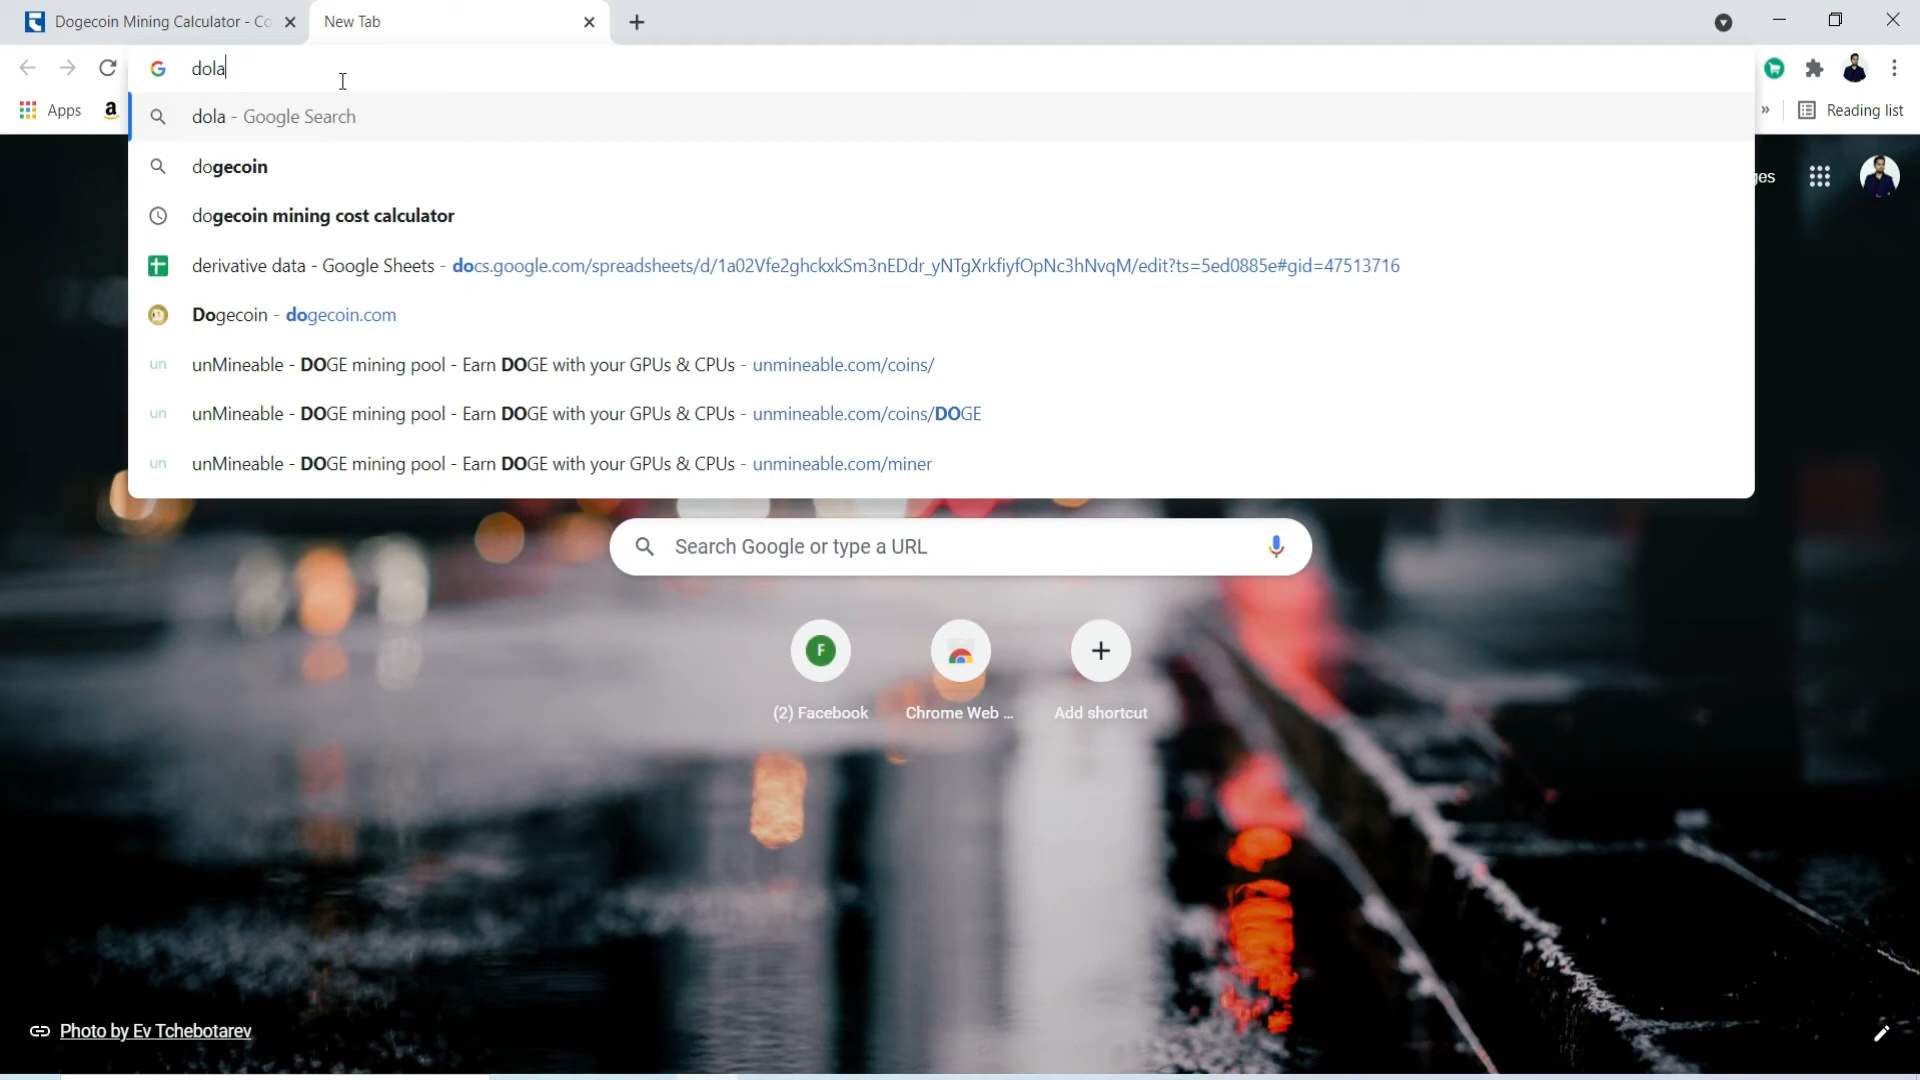 Dogecoin Mining Calculator - Co
New Tab
dola
Apps
Reading list
dola - Google Search
dogecoin
dogecoin mining cost calculator
derivative data - Google Sheets - docs.google.com/spreadsheets/d/1a02Vfe2ghckxkSm3nEDdr_yNTgXrkfiyfOpNc3hNvqM/edit?ts=5ed0885e#gid=47513716
Dogecoin - dogecoin.com
un unMineable - DOGE mining pool - Earn DOGE with your GPUs & CPUs - unmineable.com/coins/
un unMineable - DOGE mining pool - Earn DOGE with your GPUs & CPUs - unmineable.com/coins/DOGE
un unMineable - DOGE mining pool - Earn DOGE with your GPUs & CPUs - unmineable.com/miner
Search Google or type a URL
F
(2) Facebook
Chrome Web ...
Add shortcut
Photo by Ev Tchebotarev